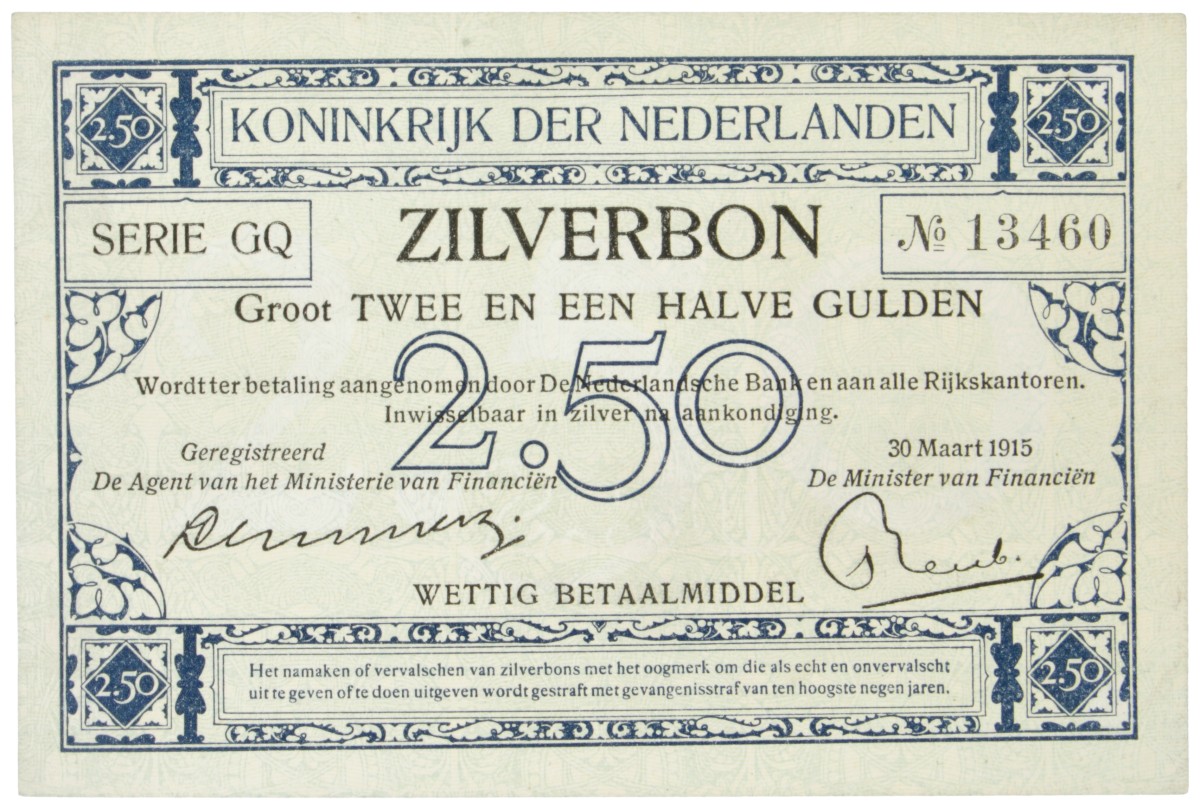 2.50 KONINKRIJK DER NEDERLANDEN 2.50
SERIE GQ ZILVERBON № 13460
Groot TWEE EN EEN HALVE GULDEN
2.50
Wordt ter betaling aangenomen door De Nederlandsche Bank en aan alle Rijkskantoren.
Inwisselbaar in zilver na aankondiging.
Geregistreerd
De Agent van het Ministerie van Financiën
30 Maart 1915
De Minister van Financiën
WETTIG BETAALMIDDEL
2.50 2.50
Het namaken of vervalschen van zilverbons met het oogmerk om die als echt en onvervalscht
uit te geven of te doen uitgeven wordt gestraft met gevangenisstraf van ten hoogste negen jaren.